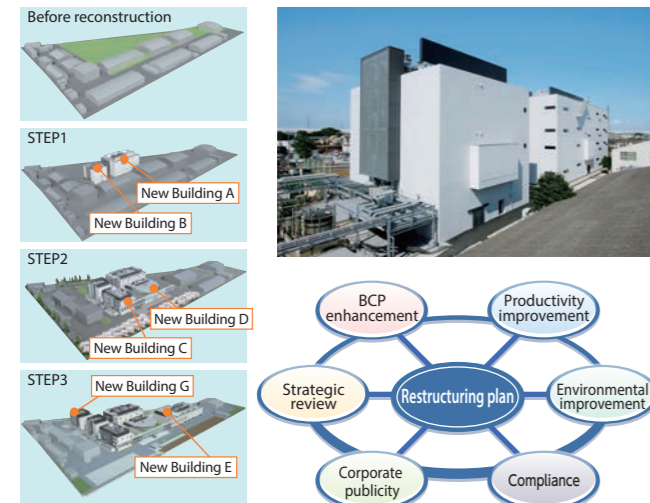 Before reconstruction
STEP1
New Building A
New Building B
STEP2
New Building D
New Building C
STEP3
New Building G
New Building E
BCP
enhancement
Productivity
improvement
Strategic
review
Restructuring plan
Environmental
improvement
Corporate
publicity
Compliance